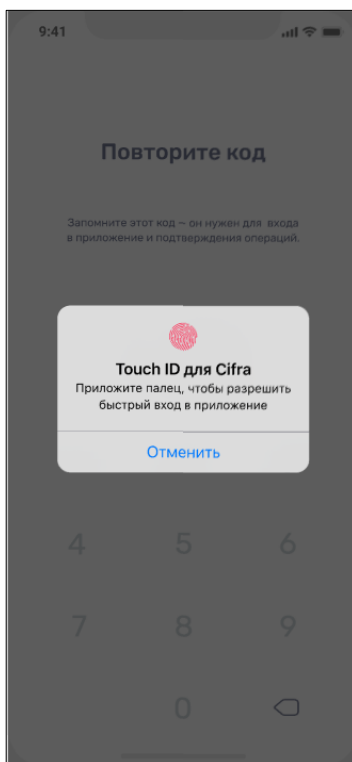 9:41
Повторите код
Запомните этот код — он нужен для входа
в приложение и подтверждения операций.
Touch ID для Cifra
Приложите палец, чтобы разрешить
быстрый вход в приложение
Отменить
4 5 6
7 8 9
0